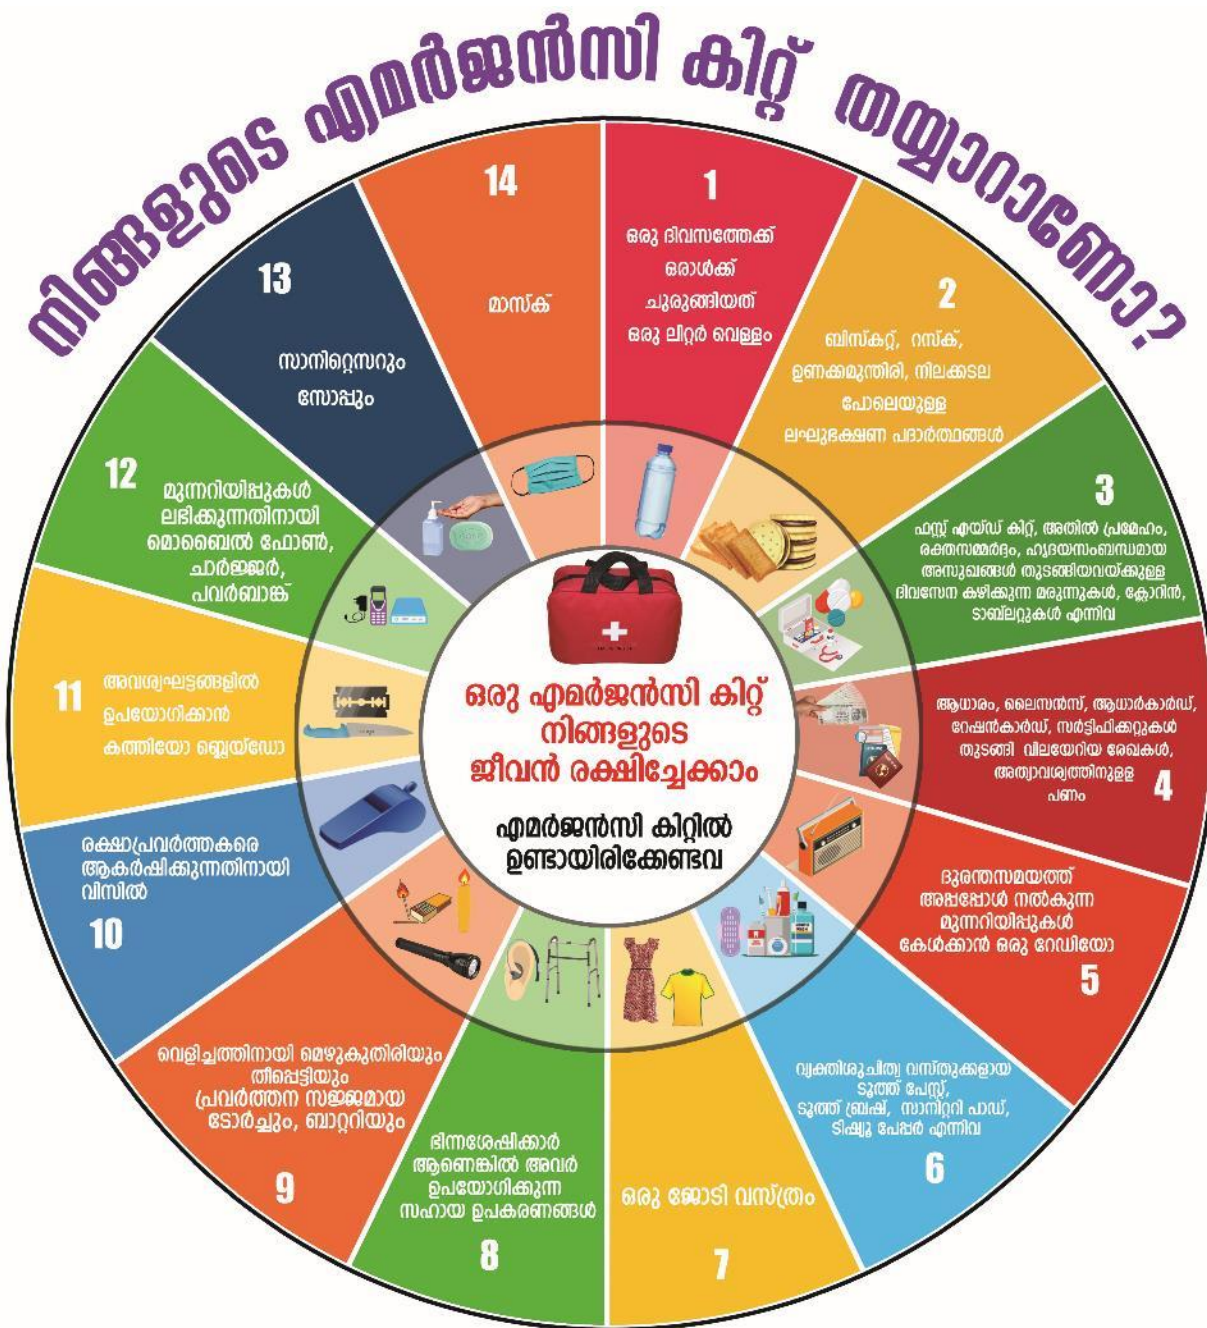 നിങ്ങളുടെ എമർജൻസി കിറ്റ് തയ്യാറാണോ?
1
ഒരു ദിവസത്തേക്ക്
ഒരാൾക്ക്
ചുരുങ്ങിയത്
ഒരു ലിറ്റർ വെള്ളം
2
ബിസ്കറ്റ്, റസ്ക്,
ഉണക്കമുന്തിരി, നിലക്കടല
പോലെയുള്ള
ലഘുഭക്ഷണ പദാർത്ഥങ്ങൾ
3
ഫസ്റ്റ് എയ്ഡ് കിറ്റ്, അതിൽ പ്രമേഹം,
രക്തസമ്മർദ്ദം, ഹൃദയസംബന്ധമായ
അസുഖങ്ങൾ തുടങ്ങിയവയ്ക്കുള്ള
ദിവസേന കഴിക്കുന്ന മരുന്നുകൾ, ക്ലോറിൻ,
ടാബ്ലറ്റുകൾ എന്നിവ
ആധാരം, ലൈസൻസ്, ആധാർകാർഡ്,
റേഷൻകാർഡ്, സർട്ടിഫിക്കറ്റുകൾ
തുടങ്ങി വിലയേറിയ രേഖകൾ,
അത്യാവശ്യത്തിനുളള
പണം
4
ദുരന്തസമയത്ത്
അപ്പപ്പോൾ നൽകുന്ന
മുന്നറിയിപ്പുകൾ
കേൾക്കാൻ ഒരു റേഡിയോ
5
വ്യക്തിശുചിത്വ വസ്തുക്കളായ
ടൂത്ത് പേസ്റ്റ്,
ടൂത്ത് ബ്രഷ്, സാനിറ്ററി പാഡ്,
ടിഷ്യൂ പേപ്പർ എന്നിവ
6
ഒരു ജോടി വസ്ത്രം
7
ഭിന്നശേഷിക്കാർ
ആണെങ്കിൽ അവർ
ഉപയോഗിക്കുന്ന
സഹായ ഉപകരണങ്ങൾ
8
വെളിച്ചത്തിനായി മെഴുകുതിരിയും
തീപ്പെട്ടിയും
പ്രവർത്തന സജ്ജമായ
ടോർച്ചും, ബാറ്ററിയും
9
രക്ഷാപ്രവർത്തകരെ
ആകർഷിക്കുന്നതിനായി
വിസിൽ
10
11
അവശ്യഘട്ടങ്ങളിൽ
ഉപയോഗിക്കാൻ
കത്തിയോ ബ്ലെയ്ഡോ
12
മുന്നറിയിപ്പുകൾ
ലഭിക്കുന്നതിനായി
മൊബൈൽ ഫോൺ,
ചാർജ്ജർ,
പവർബാങ്ക്
13
സാനിറ്റെസറും
സോപ്പും
14
മാസ്ക്
ഒരു എമർജൻസി കിറ്റ്
നിങ്ങളുടെ
ജീവൻ രക്ഷിച്ചേക്കാം
എമർജൻസി കിറ്റിൽ
ഉണ്ടായിരിക്കേണ്ടവ